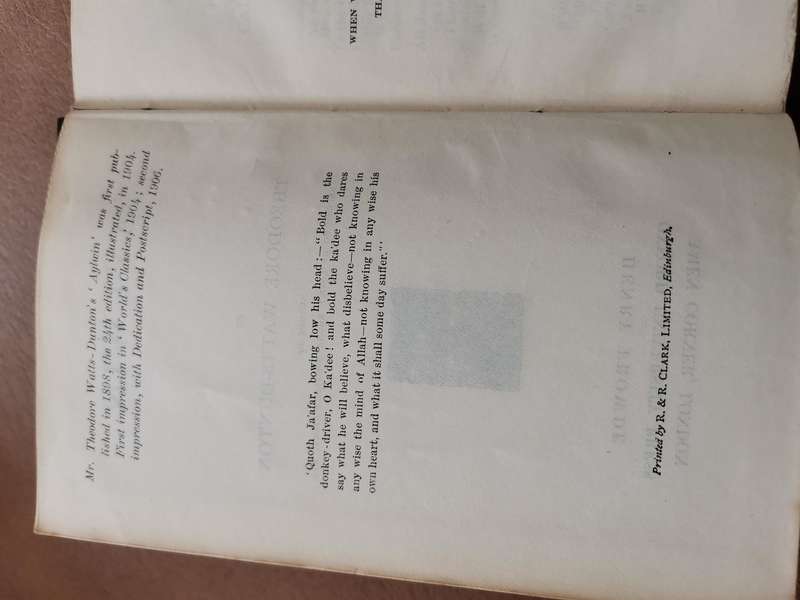 Mr. Theodore Watts-Dunton's 'Aylwin' was first pub-
lished in 1898, the 24th edition, illustrated, in 1904.
First impression in 'World's Classics,' 1904; second
impression, with Dedication and Postscript, 1906.
'Quoth Ja'afar, bowing low his head:—"Bold is the
donkey-driver, O Ka'dee! and bold the ka'dee who dares
say what he will believe, what disbelieve—not knowing in
any wise the mind of Allah—not knowing in any wise his
own heart, and what it shall some day suffer."'
Printed by R. & R. CLARK, LIMITED, Edinburgh,
WHEN